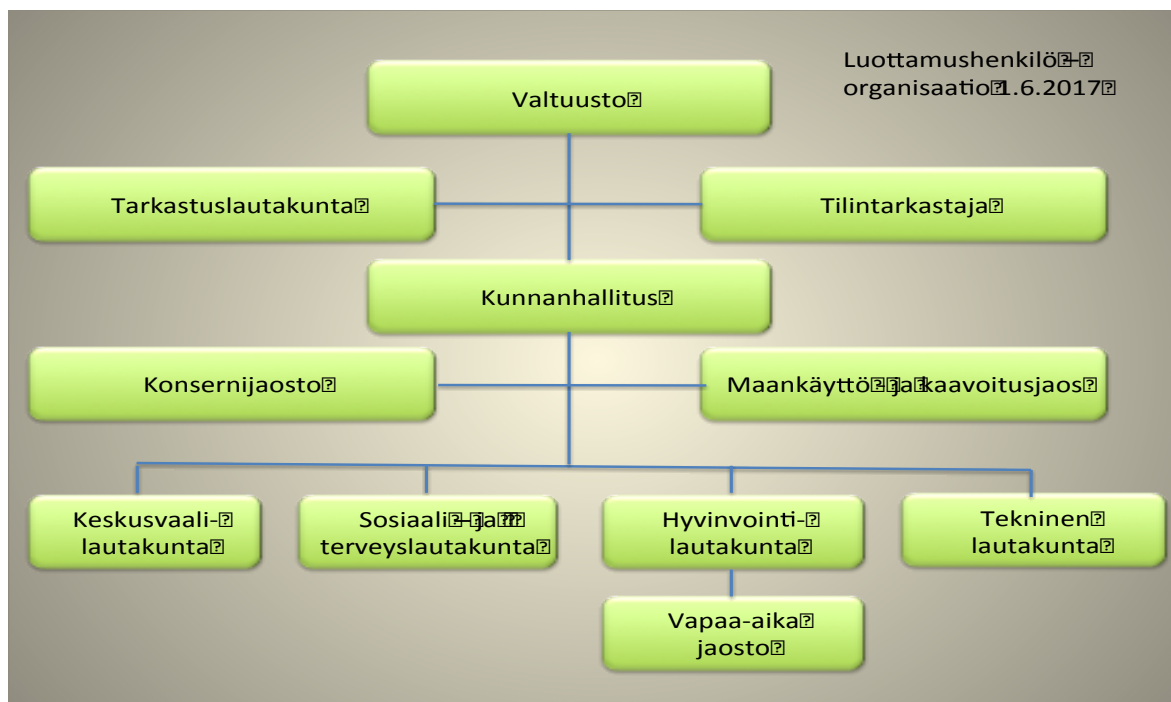 Luottamushenkilö –
organisaatio 1.6.2017
Valtuusto
Tarkastuslautakunta
Tilintarkastaja
Kunnanhallitus
Konsernijaosto
Maankäyttö- ja kaavoitusjaos
Keskusvaali-
lautakunta
Sosiaali – ja
terveyslautakunta
Hyvinvointi-
lautakunta
Tekninen
lautakunta
Vapaa-aika
jaosto